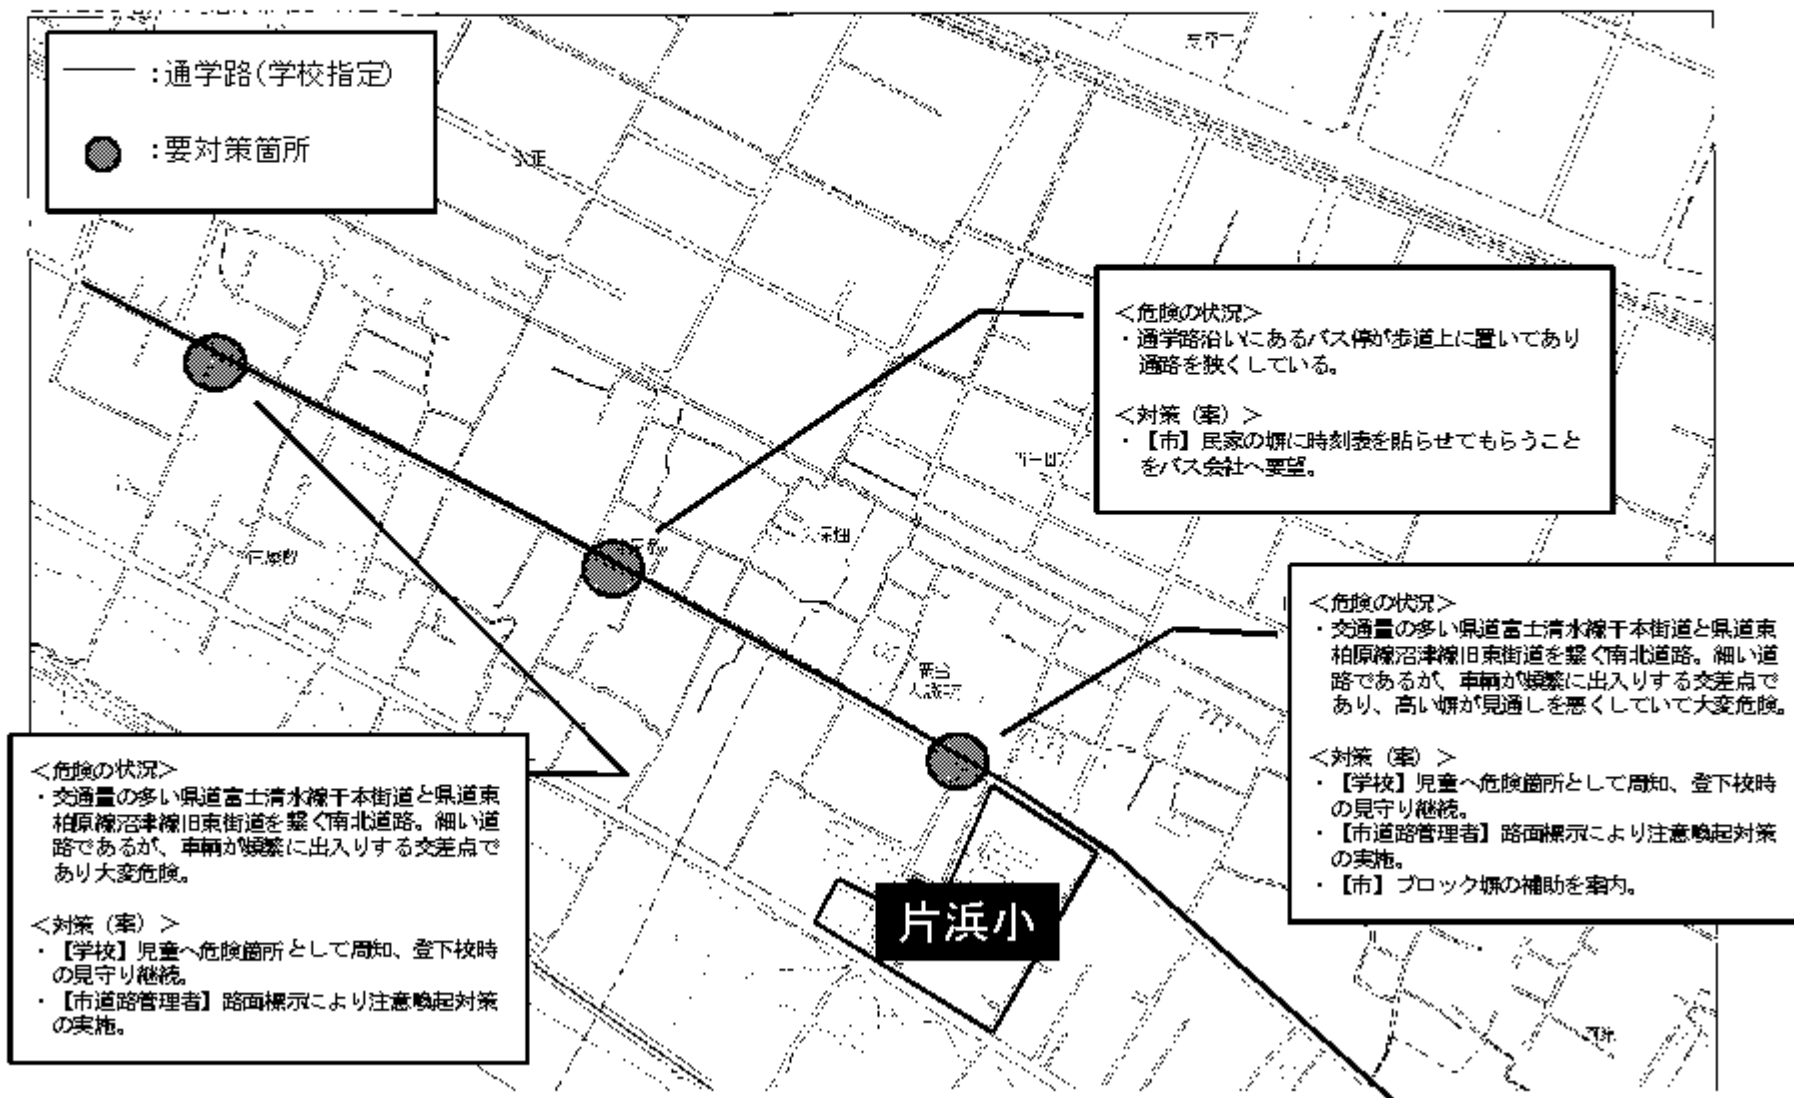 ―― :通学路(学校指定)
:要対策箇所
<危険の状況>
・通学路沿いにあるバス停が歩道上に置いてあり
通路を狭くしている。
<対策(案)>
・【市】民家の塀に時刻表を貼らせてもらうこと
をバス会社へ要望。
<危険の状況>
・交通量の多い県道富士清水線千本街道と県道東
柏原線沼津線旧東街道を繋ぐ南北道路。細い道
路であるが、車輌が頻繁に出入りする交差点で
あり、高い塀が見通しを悪くしていて大変危険。
<対策(案)>
・【学校】児童へ危険箇所として周知、登下校時
の見守り継続。
・【市道路管理者】路面標示により注意喚起対策
の実施。
・【市】ブロック塀の補助を案内。
<危険の状況>
・交通量の多い県道富士清水線千本街道と県道東
柏原線沼津線旧東街道を繋ぐ南北道路。細い道
路であるが、車輌が頻繁に出入りする交差点で
あり大変危険。
<対策(案)>
・【学校】児童へ危険箇所として周知、登下校時
の見守り継続。
・【市道路管理者】路面標示により注意喚起対策
の実施。
片浜小